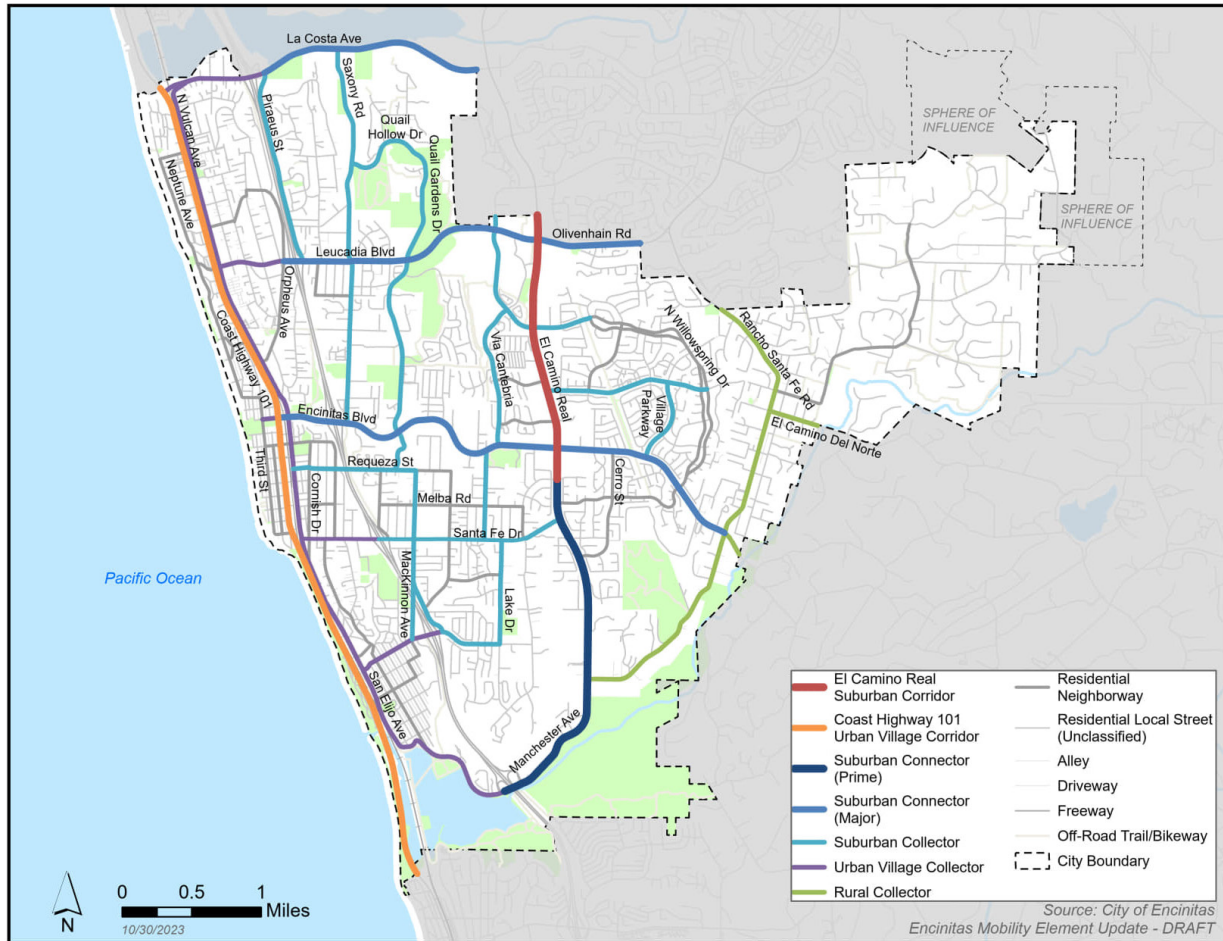 La Costa Ave
Saxony Rd
Piraeus St
N Vulcan Ave
Neptune Ave
Quail
Hollow Dr
Quail Gardens Dr
SPHERE OF
INFLUENCE
SPHERE OF
INFLUENCE
Olivenhain Rd
Leucadia Blvd
Orpheus Ave
Coast Highway 101
Via Cantebria
El Camino Real
N Willowspring Dr
Rancho Santa Fe Rd
Village
Parkway
El Camino Del Norte
Encinitas Blvd
Third St
Cornish Dr
Requeza St
Melba Rd
Cerro St
Santa Fe Dr
MacKinnon Ave
Lake Dr
Pacific Ocean
San Elijo Ave
Manchester Ave
El Camino Real
Suburban Corridor
Coast Highway 101
Urban Village Corridor
Suburban Connector
(Prime)
Suburban Connector
(Major)
Suburban Collector
Urban Village Collector
Rural Collector
Residential
Neighborway
Residential Local Street
(Unclassified)
Alley
Driveway
Freeway
Off-Road Trail/Bikeway
City Boundary
N
0 0.5 1
Miles
10/30/2023
Source: City of Encinitas
Encinitas Mobility Element Update - DRAFT